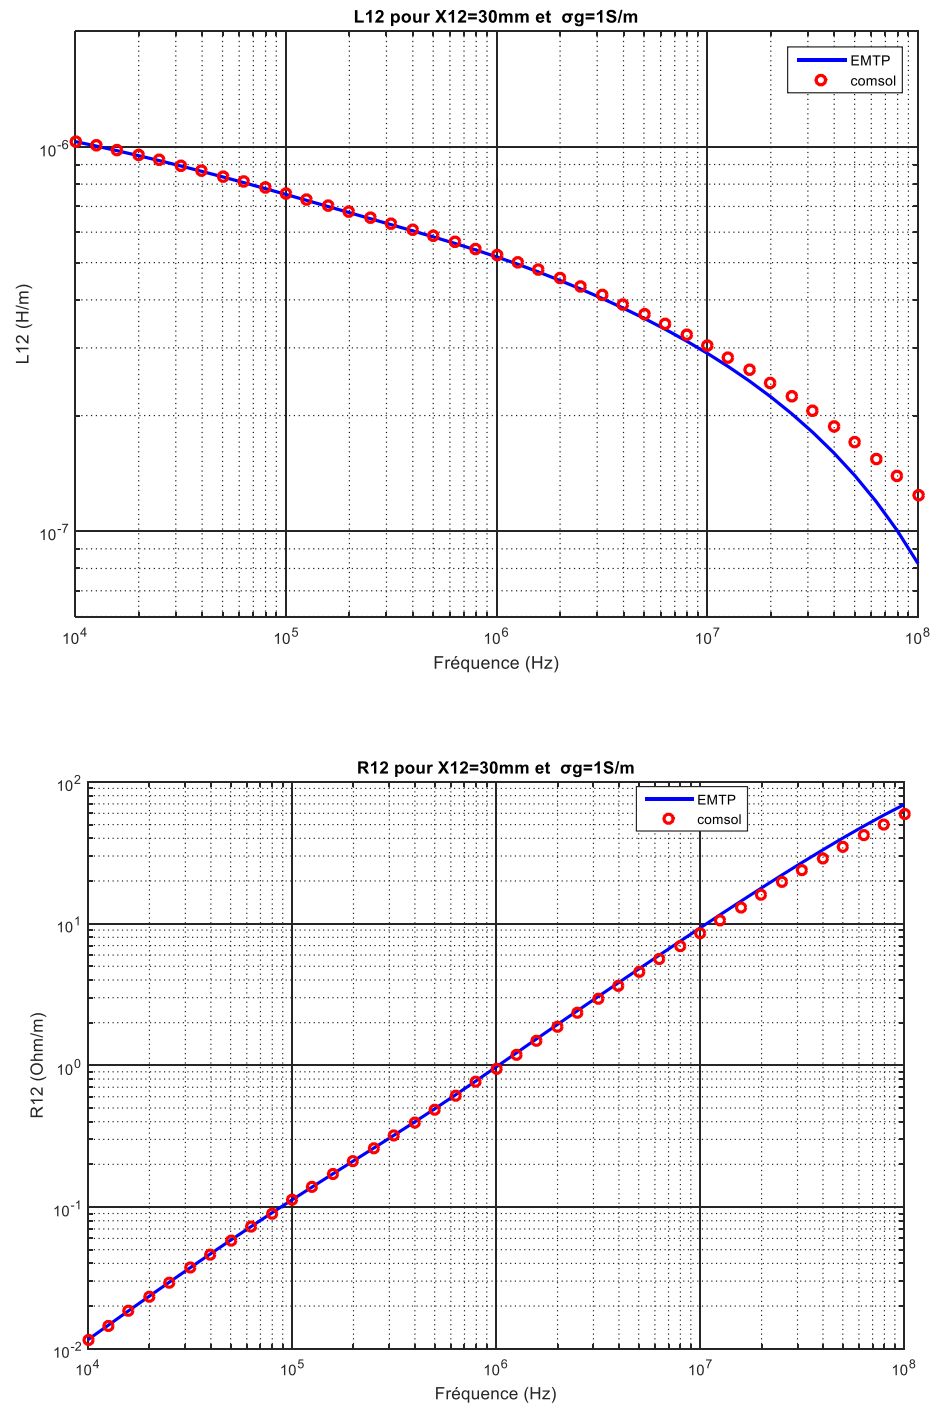 L12 pour X12=30mm et σg=1S/m
EMTP
comsol
10^-6
10^-7
L12 (H/m)
10^4 10^5 10^6 10^7 10^8
Fréquence (Hz)
R12 pour X12=30mm et σg=1S/m
EMTP
comsol
10^2
10^1
10^0
10^-1
10^-2
R12 (Ohm/m)
10^4 10^5 10^6 10^7 10^8
Fréquence (Hz)